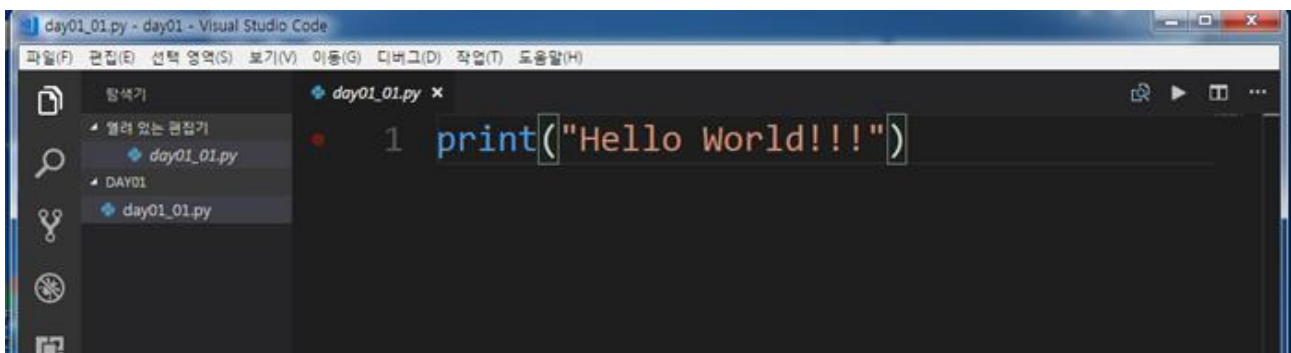 day01_01.py - day01 - Visual Studio Code
파일(F) 편집(E) 선택 영역(S) 보기(V) 이동(G) 디버그(D) 작업(T) 도움말(H)
탐색기
day01_01.py
열려 있는 편집기
day01_01.py
DAY01
day01_01.py
1 print("Hello World!!!")